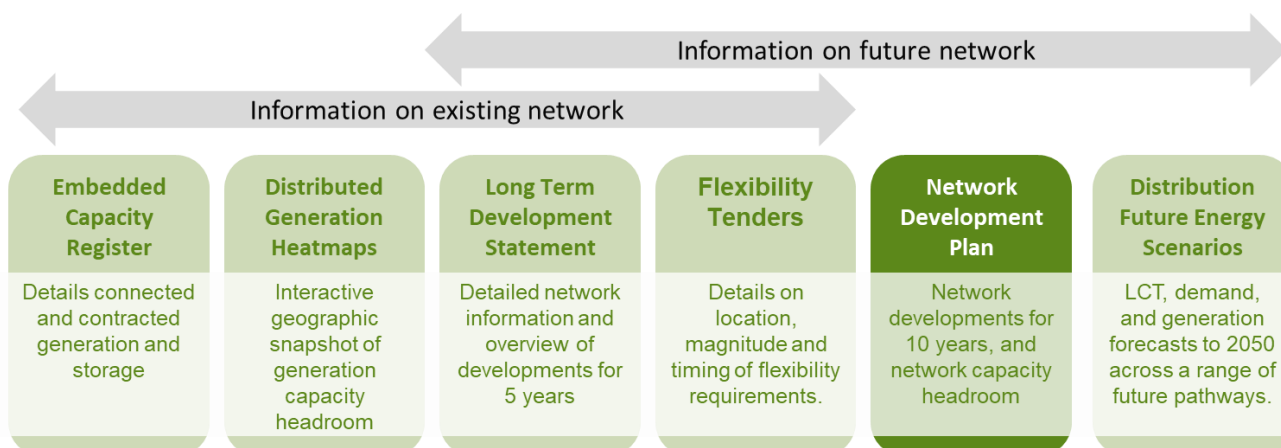 Information on future network
Information on existing network
Embedded
Capacity
Register
Details connected
and contracted
generation and
storage
Distributed
Generation
Heatmaps
Interactive
geographic
snapshot of
generation
capacity
headroom
Long Term
Development
Statement
Detailed network
information and
overview of
developments for
5 years
Flexibility
Tenders
Details on
location,
magnitude and
timing of flexibility
requirements.
Network
Development
Plan
Network
developments for
10 years, and
network capacity
headroom
Distribution
Future Energy
Scenarios
LCT, demand,
and generation
forecasts to 2050
across a range of
future pathways.